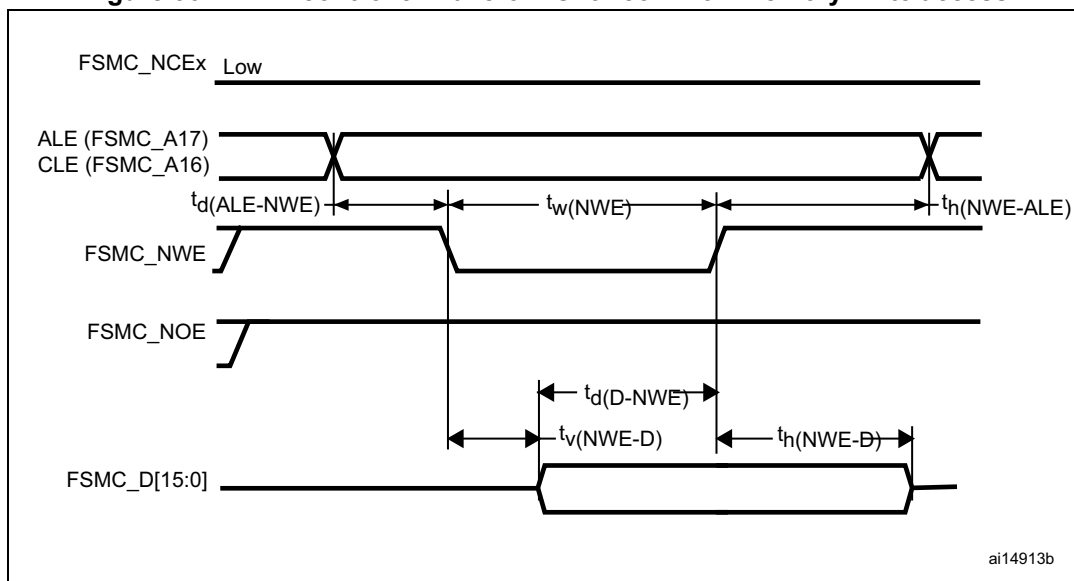 FSMC_NCEx Low
ALE (FSMC_A17)
CLE (FSMC_A16)
td(ALE-NWE) tw(NWE) th(NWE-ALE)
FSMC_NWE
FSMC_NOE
td(D-NWE)
tv(NWE-D) th(NWE-D)
FSMC_D[15:0]
ai14913b